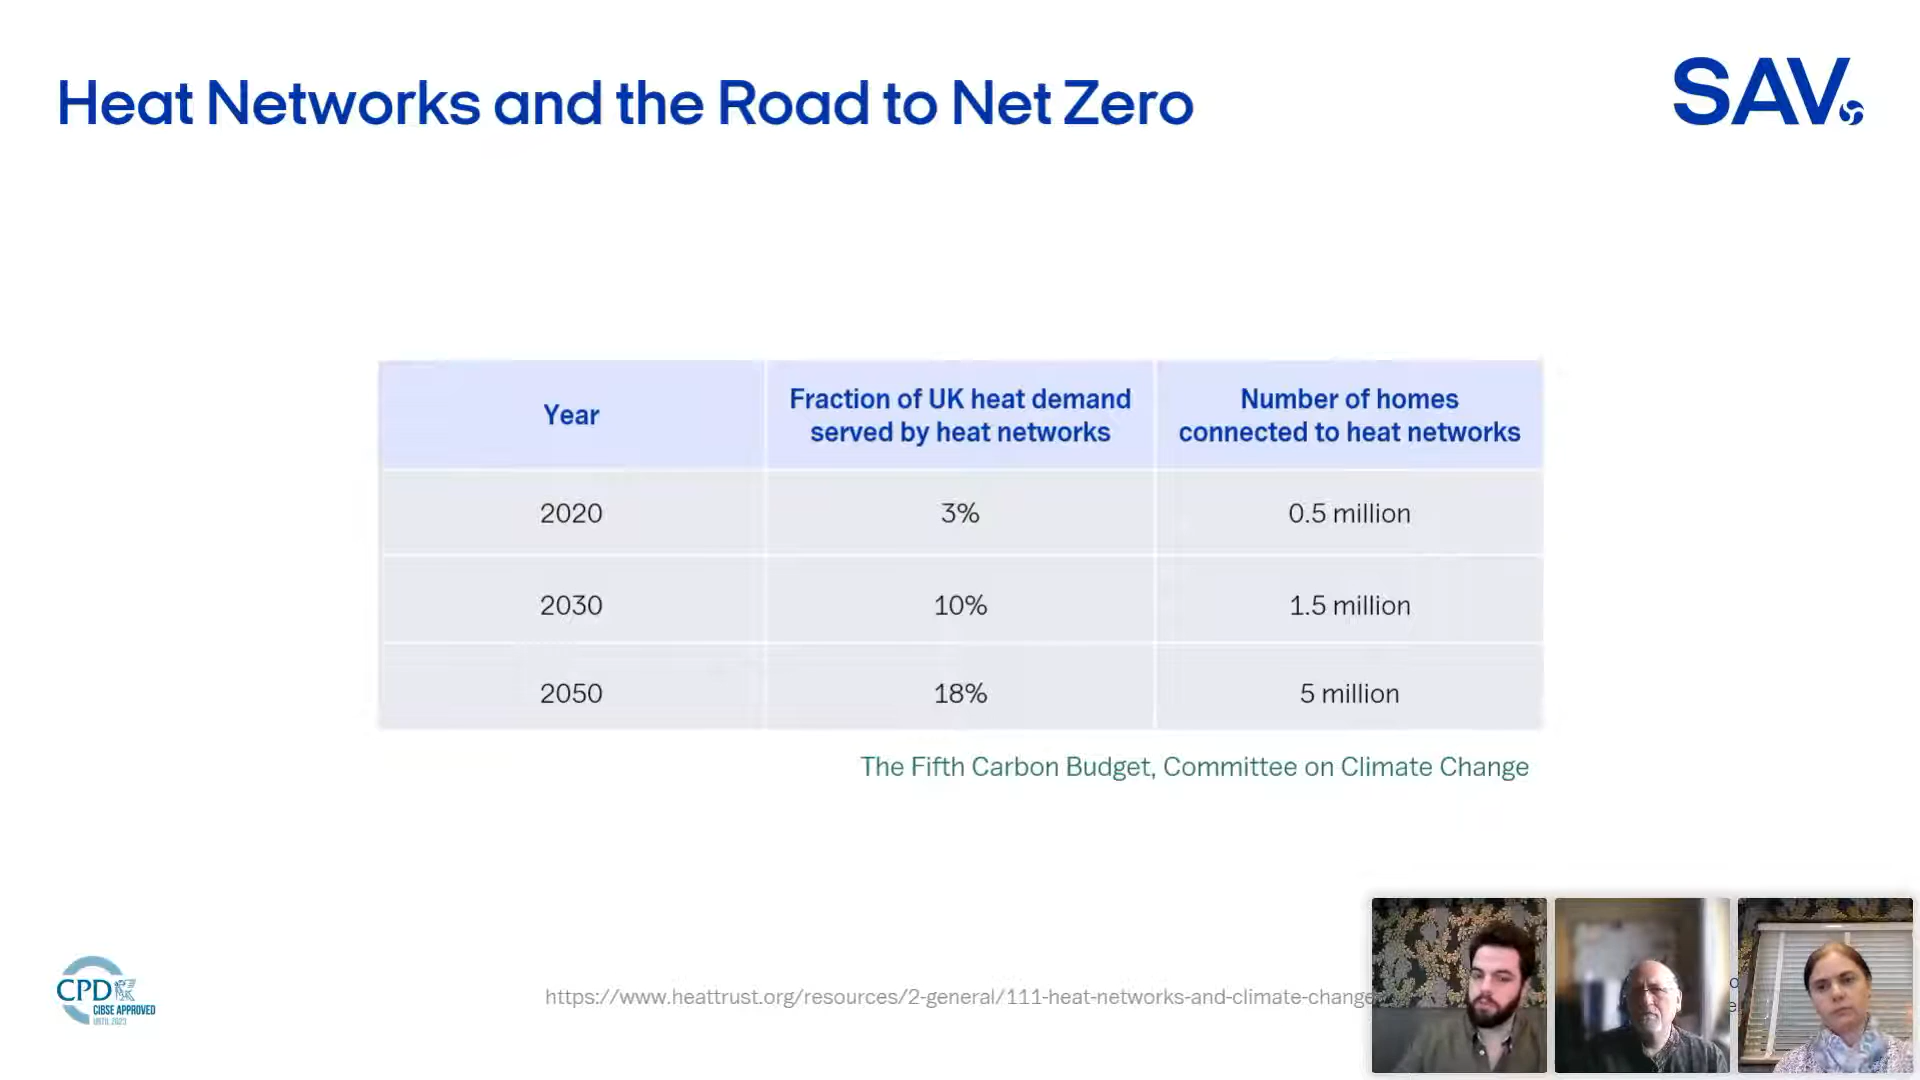 Heat Networks and the Road to Net Zero
SAV
Year
Fraction of UK heat demand
served by heat networks
Number of homes
connected to heat networks
2020
3%
0.5 million
2030
10%
1.5 million
2050
18%
5 million
The Fifth Carbon Budget, Committee on Climate Change
CPD
CIBSE APPROVED
UNTIL 2023
https://www.heattrust.org/resources/2-general/111-heat-networks-and-climate-change